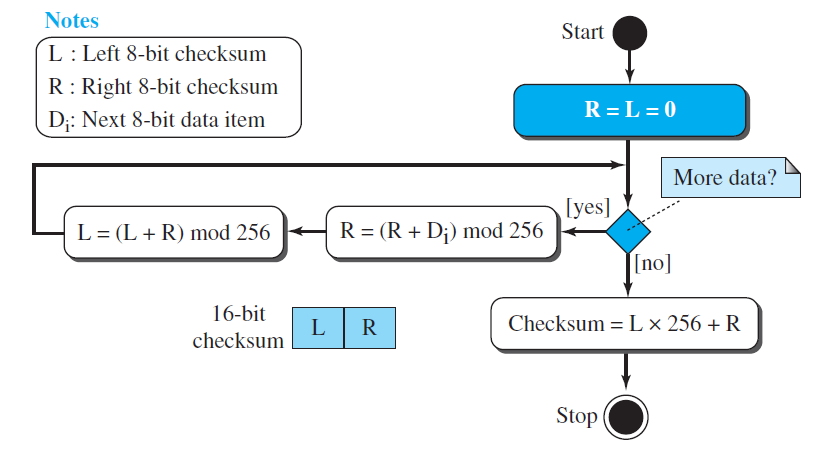 Notes
L : Left 8-bit checksum
R : Right 8-bit checksum
Di: Next 8-bit data item
Start
R = L = 0
More data?
[yes]
L = (L + R) mod 256
R = (R + Di) mod 256
[no]
16-bit
checksum
L R
Checksum = L × 256 + R
Stop